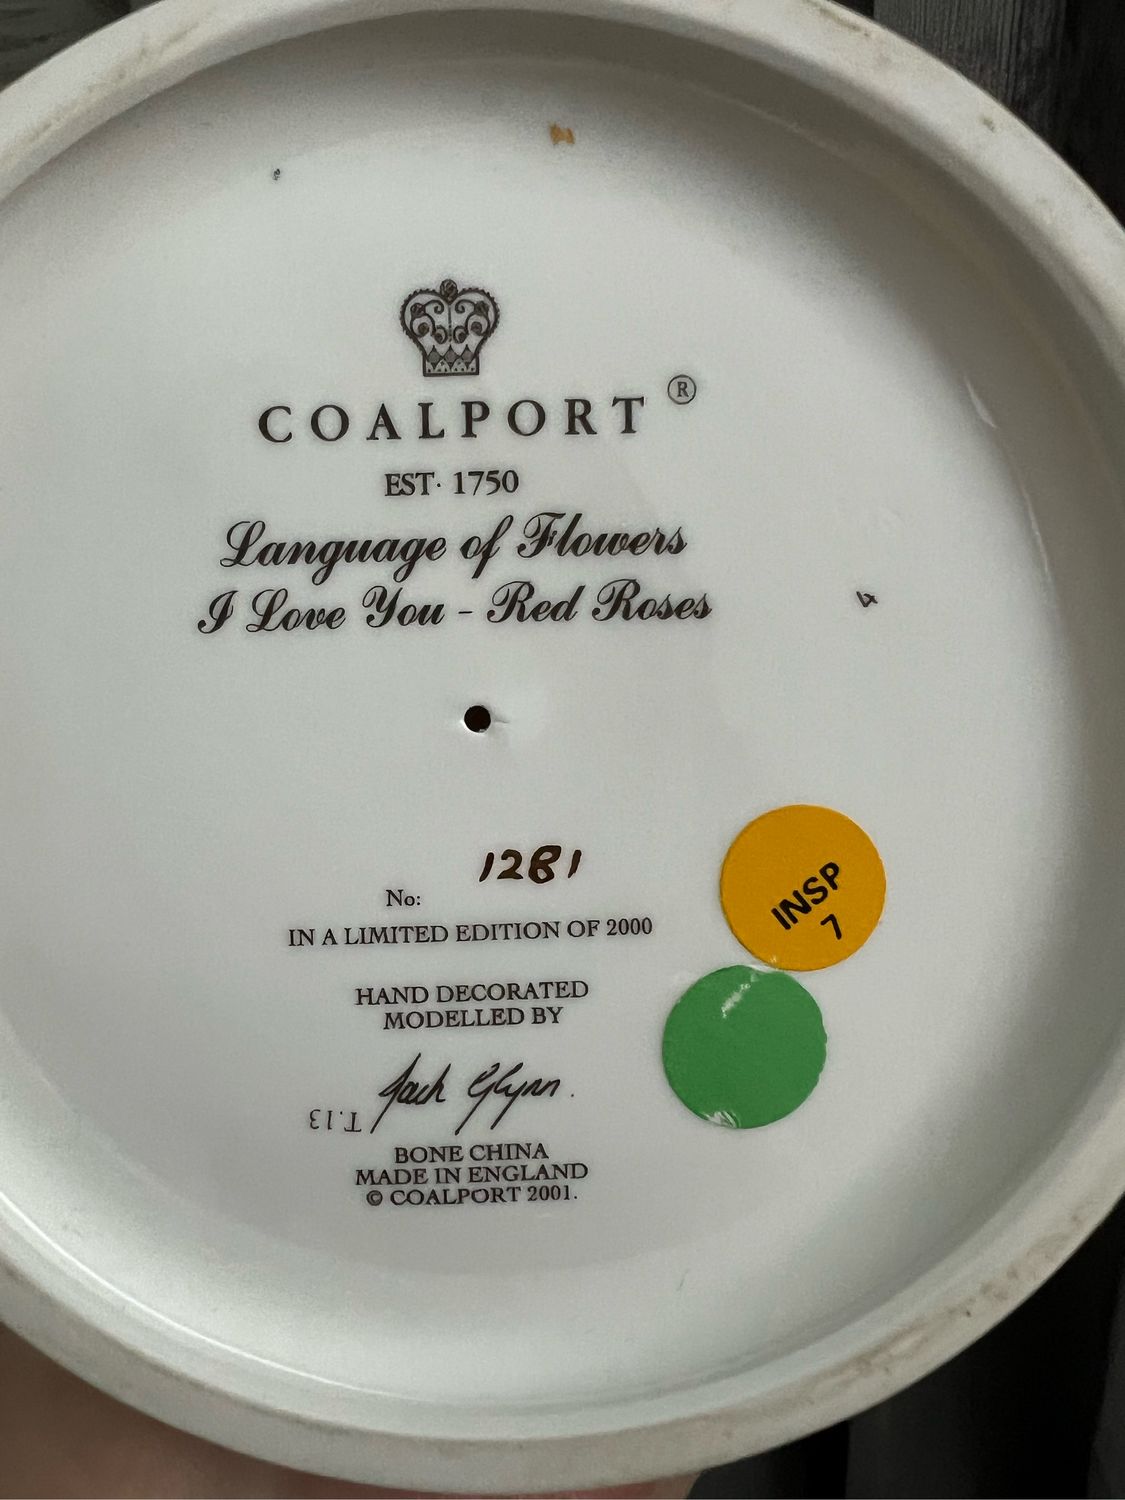 COALPORT ®
EST· 1750
Language of Flowers
I Love You - Red Roses
4
1281
No:
IN A LIMITED EDITION OF 2000
INSP
7
HAND DECORATED
MODELLED BY
Jack Glynn.
T.13
BONE CHINA
MADE IN ENGLAND
© COALPORT 2001.